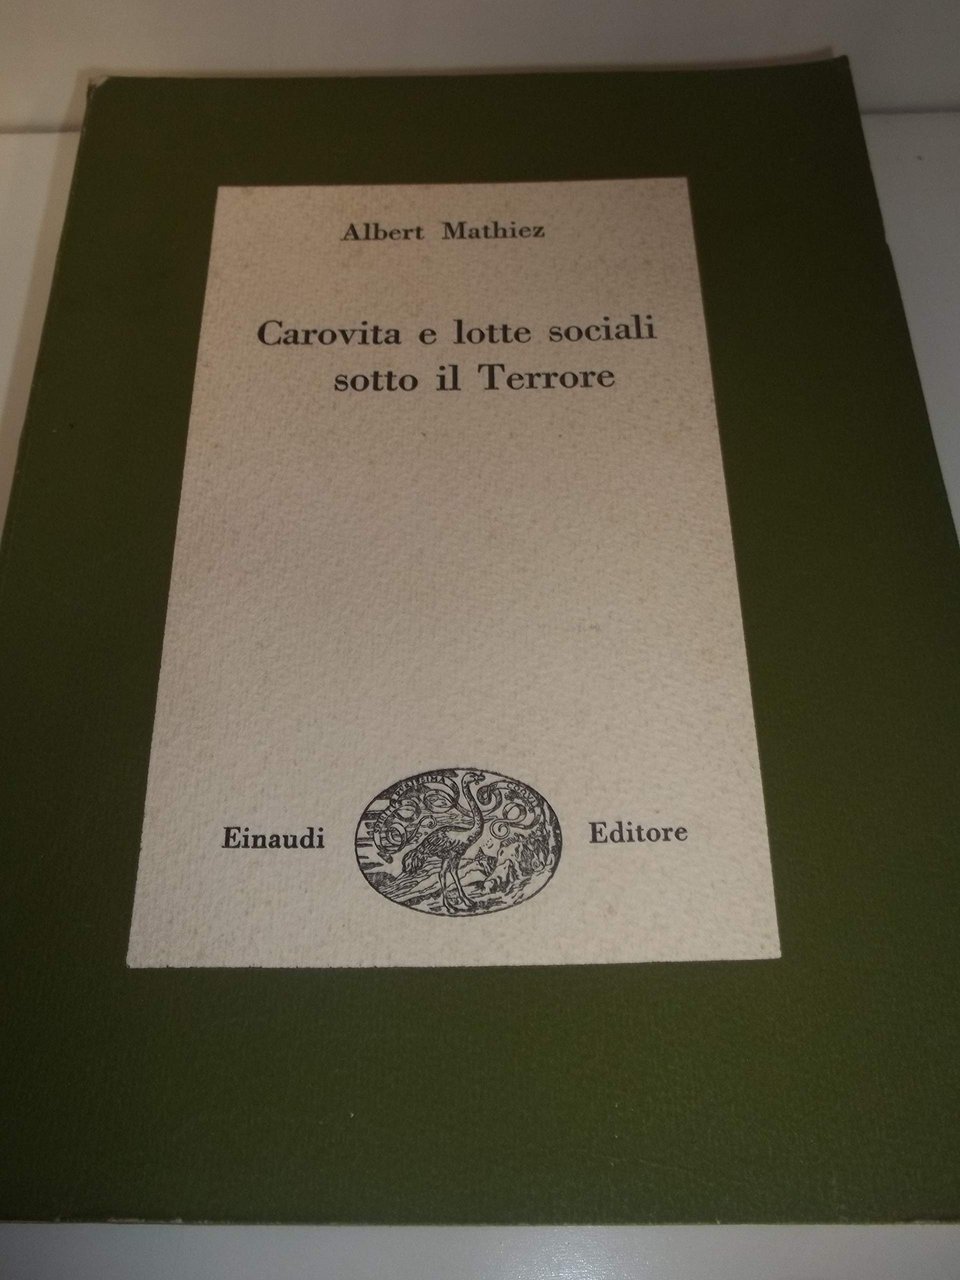 Albert Mathiez
Carovita e lotte sociali
sotto il Terrore
Einaudi
Editore